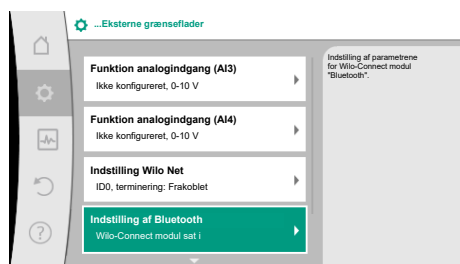 ...Eksterne grænseflader
Funktion analogindgang (AI3)
Ikke konfigureret, 0-10 V
Funktion analogindgang (AI4)
Ikke konfigureret, 0-10 V
Indstilling Wilo Net
ID0, terminering: Frakoblet
Indstilling af Bluetooth
Wilo-Connect modul sat i
Indstilling af parametrene
for Wilo-Connect modul
"Bluetooth".